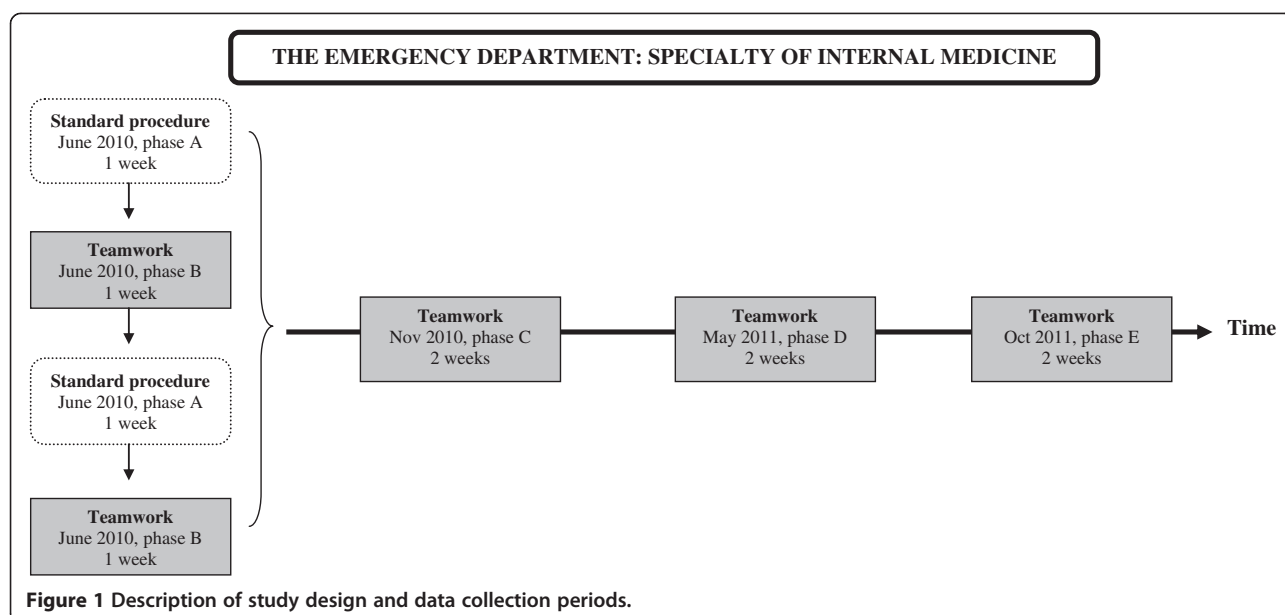 THE EMERGENCY DEPARTMENT: SPECIALTY OF INTERNAL MEDICINE
Standard procedure
June 2010, phase A
1 week
Teamwork
June 2010, phase B
1 week
Standard procedure
June 2010, phase A
1 week
Teamwork
June 2010, phase B
1 week
Teamwork
Nov 2010, phase C
2 weeks
Teamwork
May 2011, phase D
2 weeks
Teamwork
Oct 2011, phase E
2 weeks
Time
Figure 1 Description of study design and data collection periods.